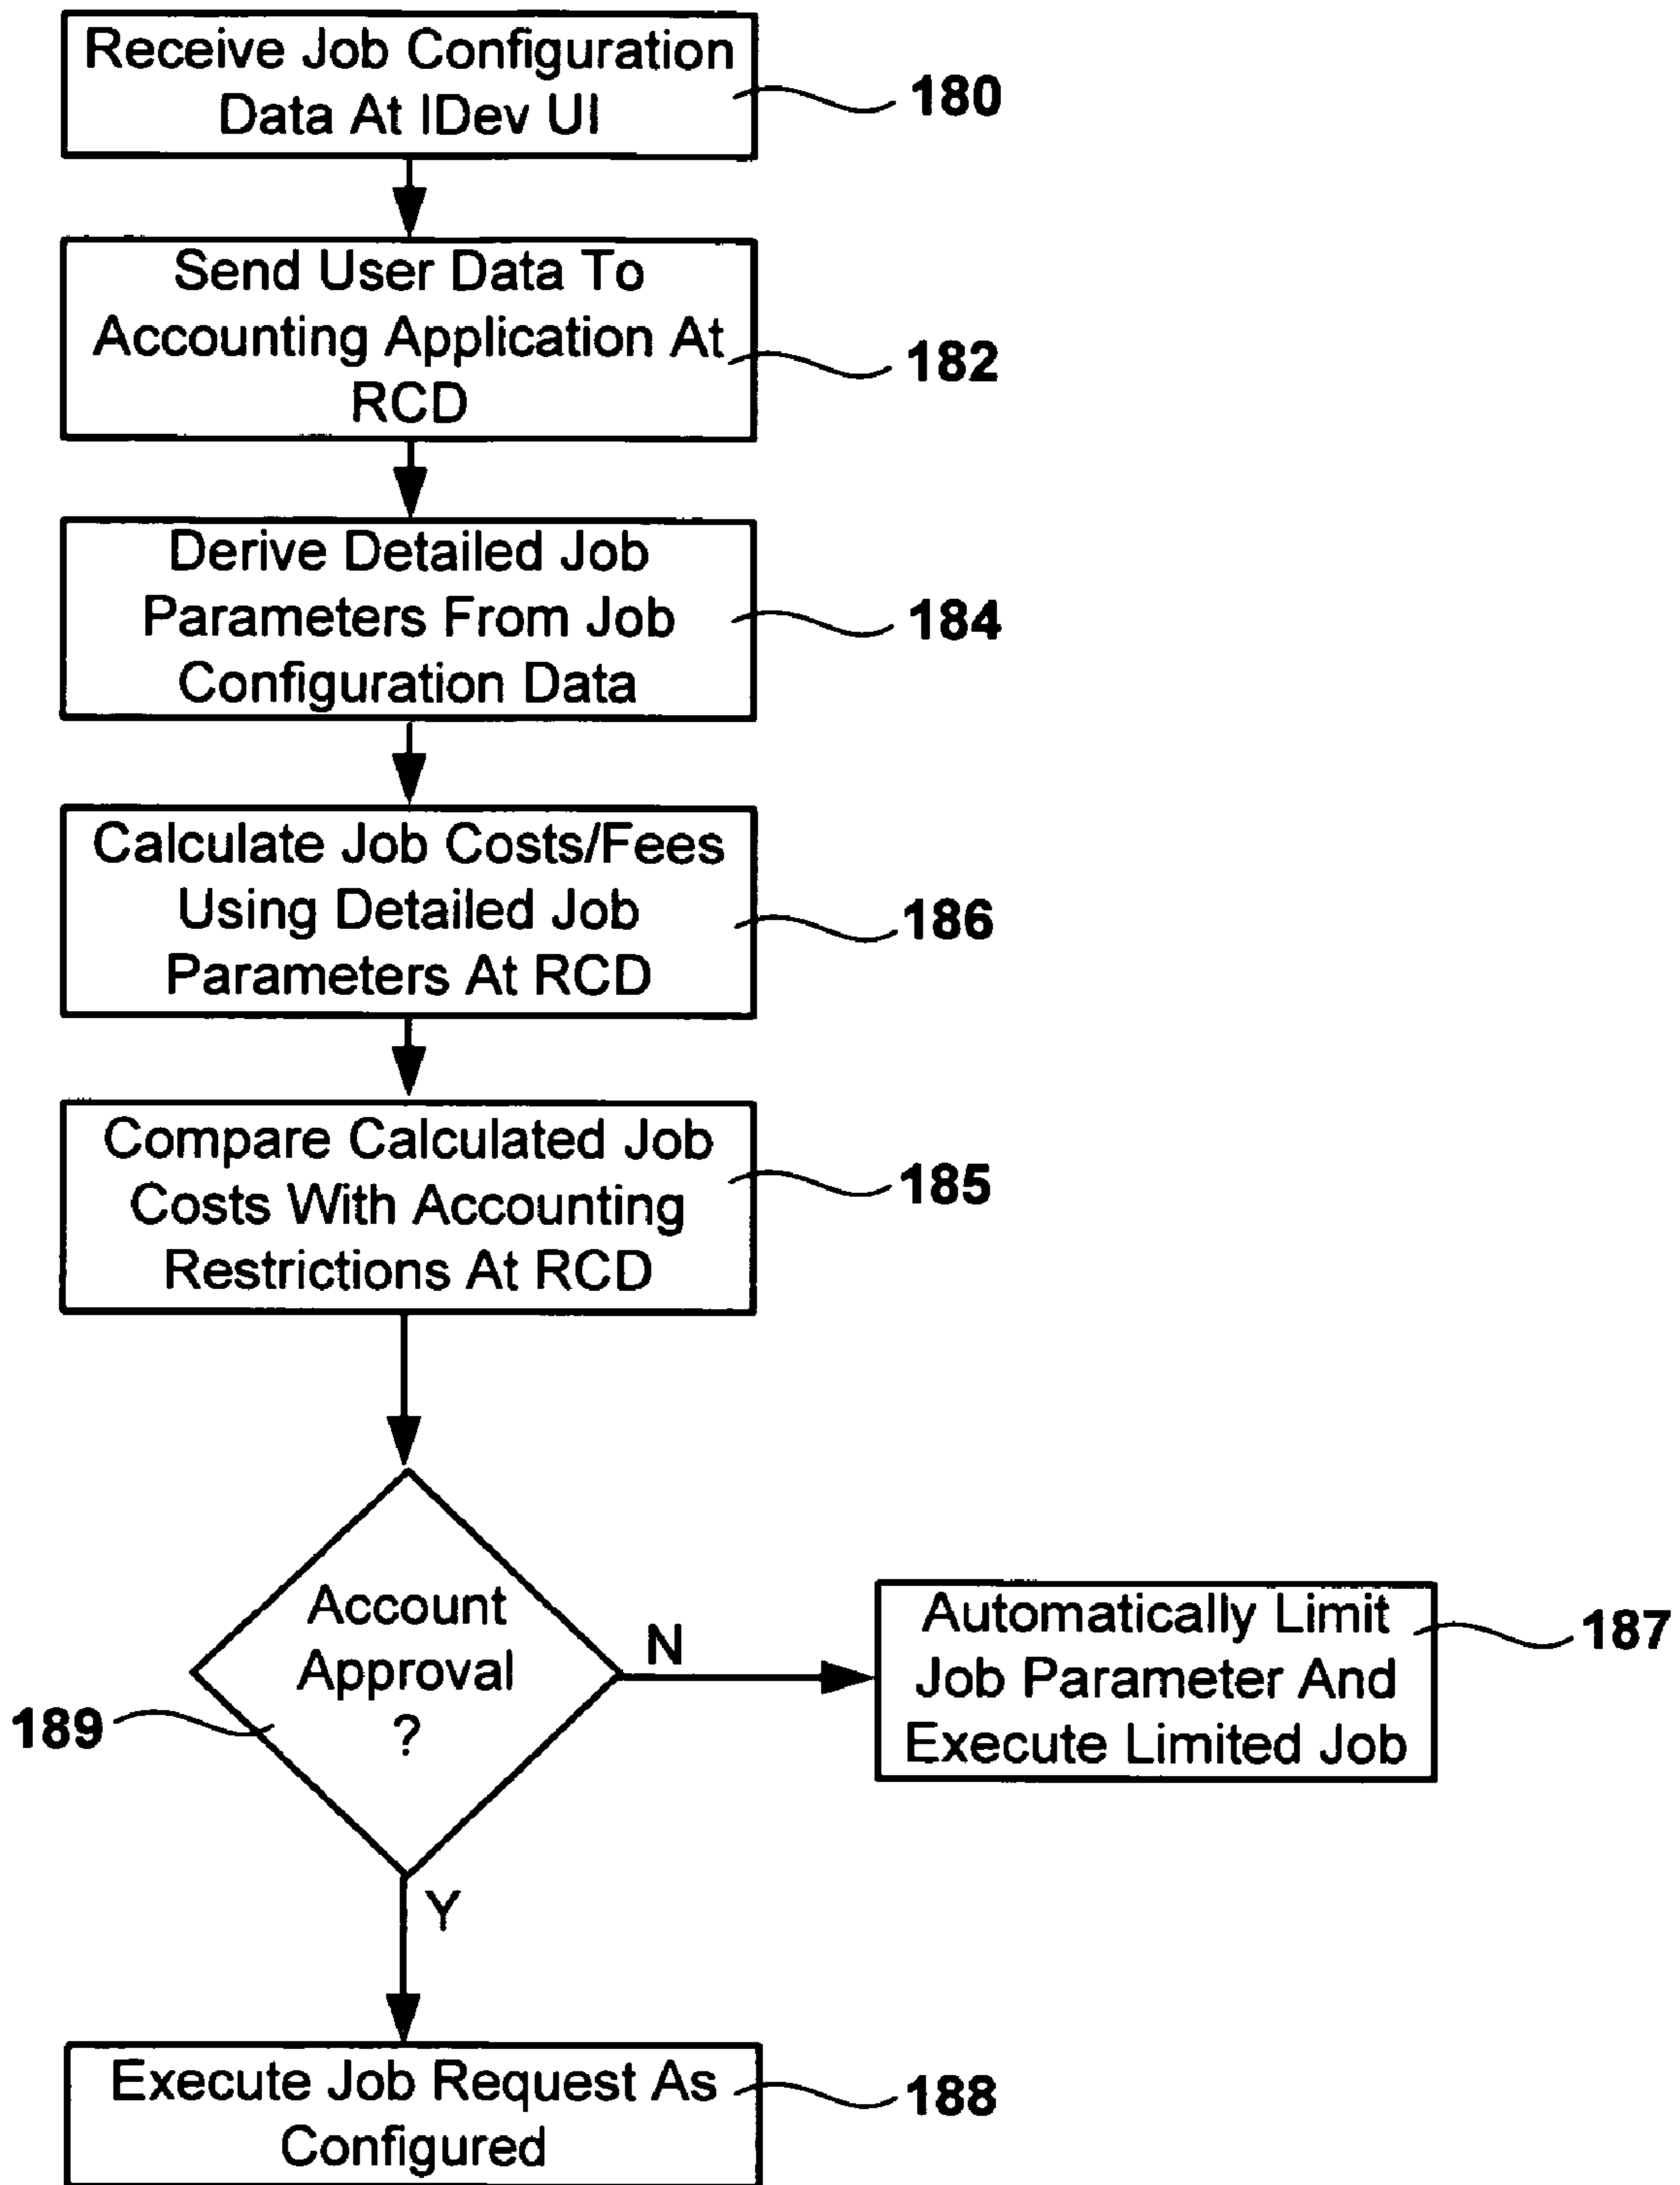 Receive Job Configuration
Data At IDev UI
180
Send User Data To
Accounting Application At
RCD
182
Derive Detailed Job
Parameters From Job
Configuration Data
184
Calculate Job Costs/Fees
Using Detailed Job
Parameters At RCD
186
Compare Calculated Job
Costs With Accounting
Restrictions At RCD
185
Account
Approval
?
189
N
Automatically Limit
Job Parameter And
Execute Limited Job
187
Y
Execute Job Request As
Configured
188